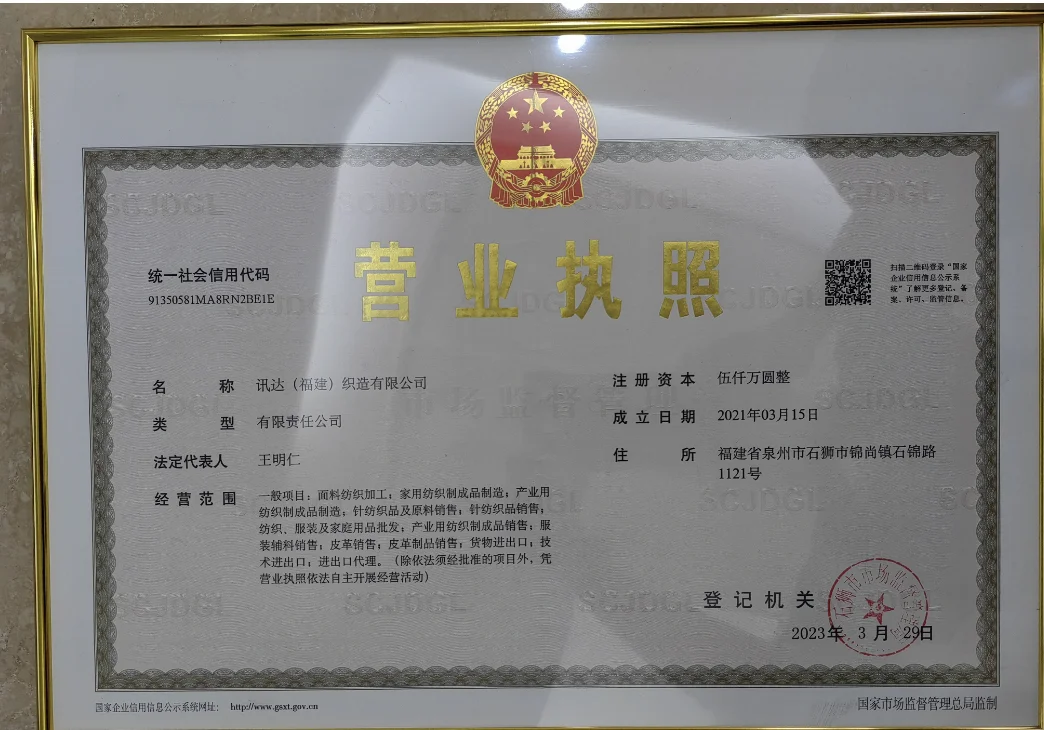 营业执照
统一社会信用代码
91350581MA8RN2BE1E
扫描二维码登录“国家
企业信用信息公示系
统”了解更多登记、备
案、许可、监管信息。
名 称 讯达（福建）织造有限公司
类 型 有限责任公司
法定代表人 王明仁
经营范围 一般项目：面料纺织加工；家用纺织制成品制造；产业用
纺织制成品制造；针纺织品及原料销售；针纺织品销售；
纺织、服装及家庭用品批发；产业用纺织制成品销售；服
装辅料销售；皮革销售；皮革制品销售；货物进出口；技
术进出口；进出口代理。（除依法须经批准的项目外，凭
营业执照依法自主开展经营活动）
注册资本 伍仟万圆整
成立日期 2021年03月15日
住 所 福建省泉州市石狮市锦尚镇石锦路
1121号
登记机关
石狮市市场监督
2023年 3 月 29日
国家企业信用信息公示系统网址： http://www.gsxt.gov.cn
国家市场监督管理总局监制
SCJDGL
市场监督管理